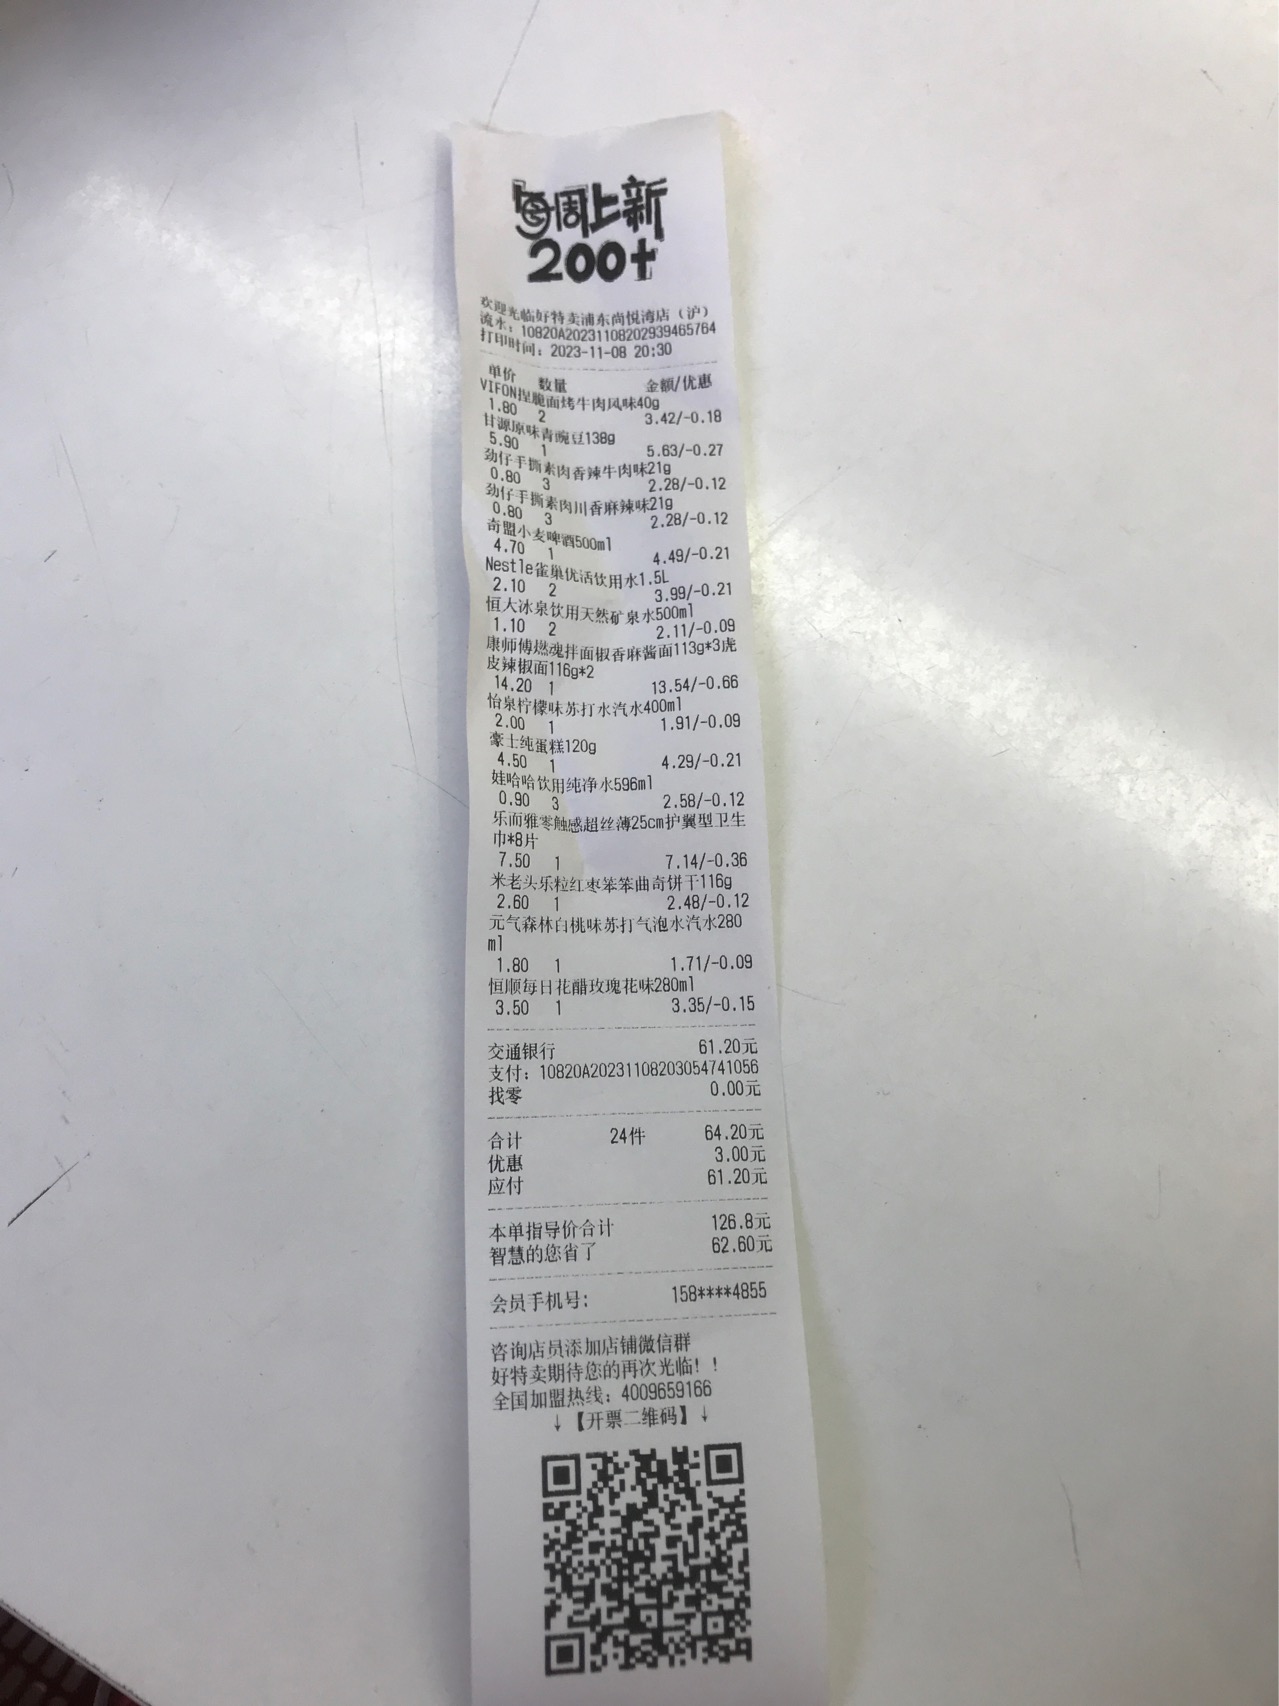 每周上新
200+
欢迎光临好特卖浦东尚悦湾店（沪）
流水：10820A20231108202939465764
打印时间：2023-11-08 20:30
单价 数量 金额/优惠
VIFON捏脆面烤牛肉风味40g
1.80 2 3.42/-0.18
甘源原味青豌豆138g
5.90 1 5.63/-0.27
劲仔手撕素肉香辣牛肉味21g
0.80 3 2.28/-0.12
劲仔手撕素肉川香麻辣味21g
0.80 3 2.28/-0.12
奇盟小麦啤酒500ml
4.70 1 4.49/-0.21
Nestle雀巢优活饮用水1.5L
2.10 2 3.99/-0.21
恒大冰泉饮用天然矿泉水500ml
1.10 2 2.11/-0.09
康师傅燃魂拌面椒香麻酱面113g*3虎
皮辣椒面116g*2
14.20 1 13.54/-0.66
怡泉柠檬味苏打水汽水400ml
2.00 1 1.91/-0.09
豪士纯蛋糕120g
4.50 1 4.29/-0.21
娃哈哈饮用纯净水596ml
0.90 3 2.58/-0.12
乐而雅零触感超丝薄25cm护翼型卫生
巾*8片
7.50 1 7.14/-0.36
米老头乐粒红枣笨笨曲奇饼干116g
2.60 1 2.48/-0.12
元气森林白桃味苏打气泡水汽水280
ml
1.80 1 1.71/-0.09
恒顺每日花醋玫瑰花味280ml
3.50 1 3.35/-0.15
交通银行 61.20元
支付：10820A20231108203054741056
找零 0.00元
合计 24件 64.20元
优惠 3.00元
应付 61.20元
本单指导价合计 126.8元
智慧的您省了 62.60元
会员手机号： 158****4855
咨询店员添加店铺微信群
好特卖期待您的再次光临！！
全国加盟热线：4009659166
↓【开票二维码】↓